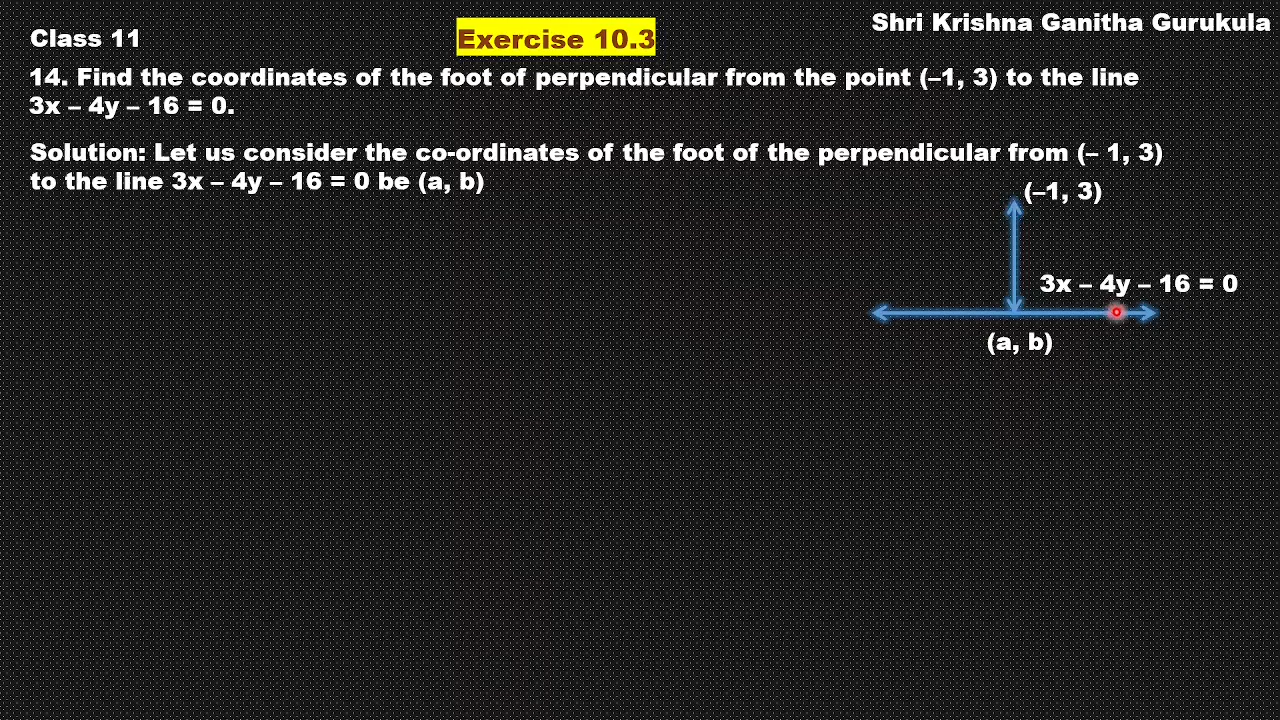 Shri Krishna Ganitha Gurukula
Class 11
Exercise 10.3
14. Find the coordinates of the foot of perpendicular from the point (–1, 3) to the line
3x – 4y – 16 = 0.
Solution: Let us consider the co-ordinates of the foot of the perpendicular from (– 1, 3)
to the line 3x – 4y – 16 = 0 be (a, b)
(–1, 3)
3x – 4y – 16 = 0
(a, b)